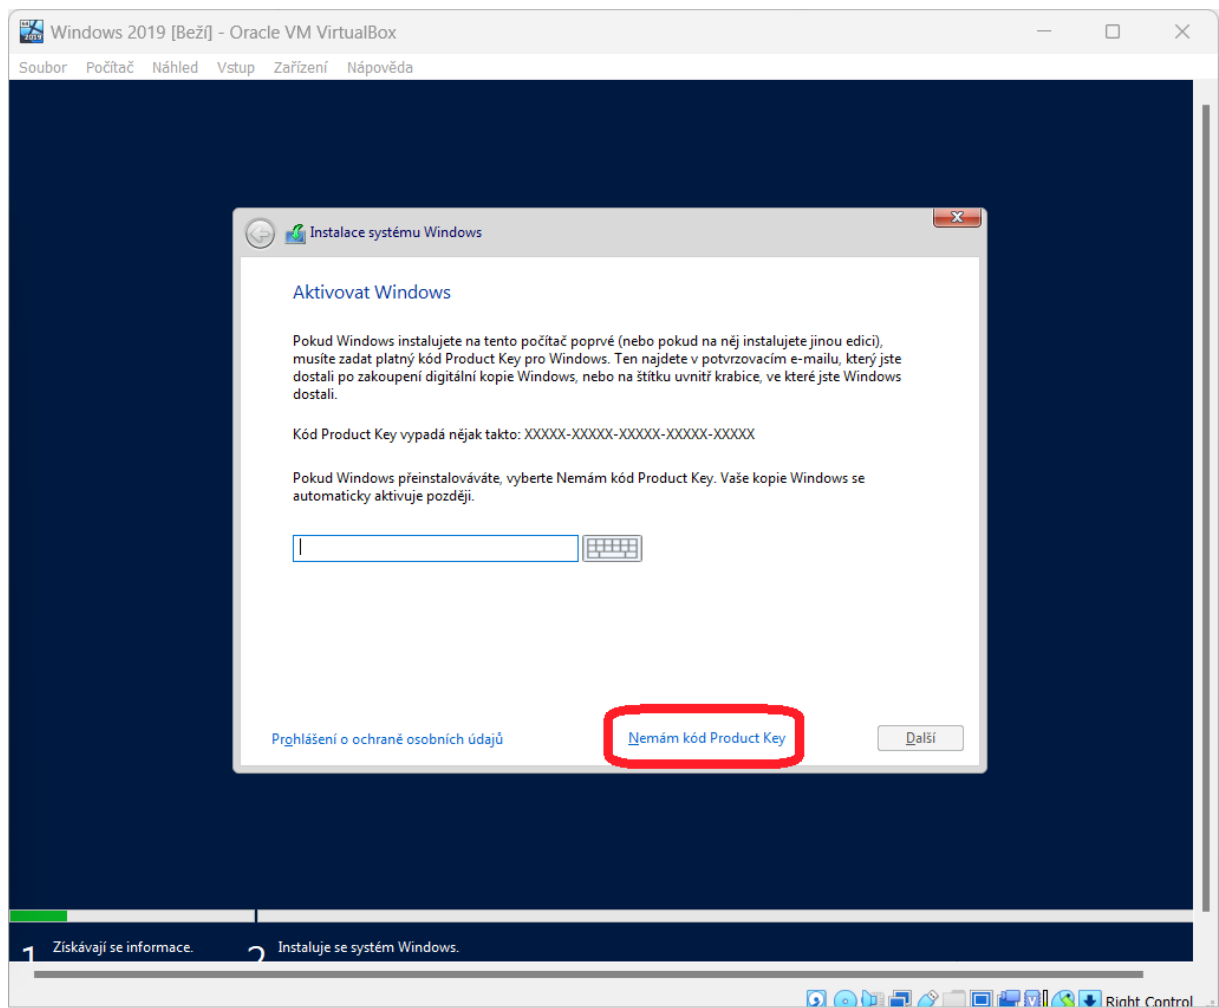 Windows 2019 [Beží] - Oracle VM VirtualBox
Soubor Počítač Náhled Vstup Zařízení Nápověda
Instalace systému Windows
Aktivovat Windows
Pokud Windows instalujete na tento počítač poprvé (nebo pokud na něj instalujete jinou edici),
musíte zadat platný kód Product Key pro Windows. Ten najdete v potvrzovacím e-mailu, který jste
dostali po zakoupení digitální kopie Windows, nebo na štítku uvnitř krabice, ve které jste Windows
dostali.
Kód Product Key vypadá nějak takto: XXXXX-XXXXX-XXXXX-XXXXX-XXXXX
Pokud Windows přeinstalováváte, vyberte Nemám kód Product Key. Vaše kopie Windows se
automaticky aktivuje později.
Prohlášení o ochraně osobních údajů Nemám kód Product Key Další
1 Získávají se informace. 2 Instaluje se systém Windows.
Right Control